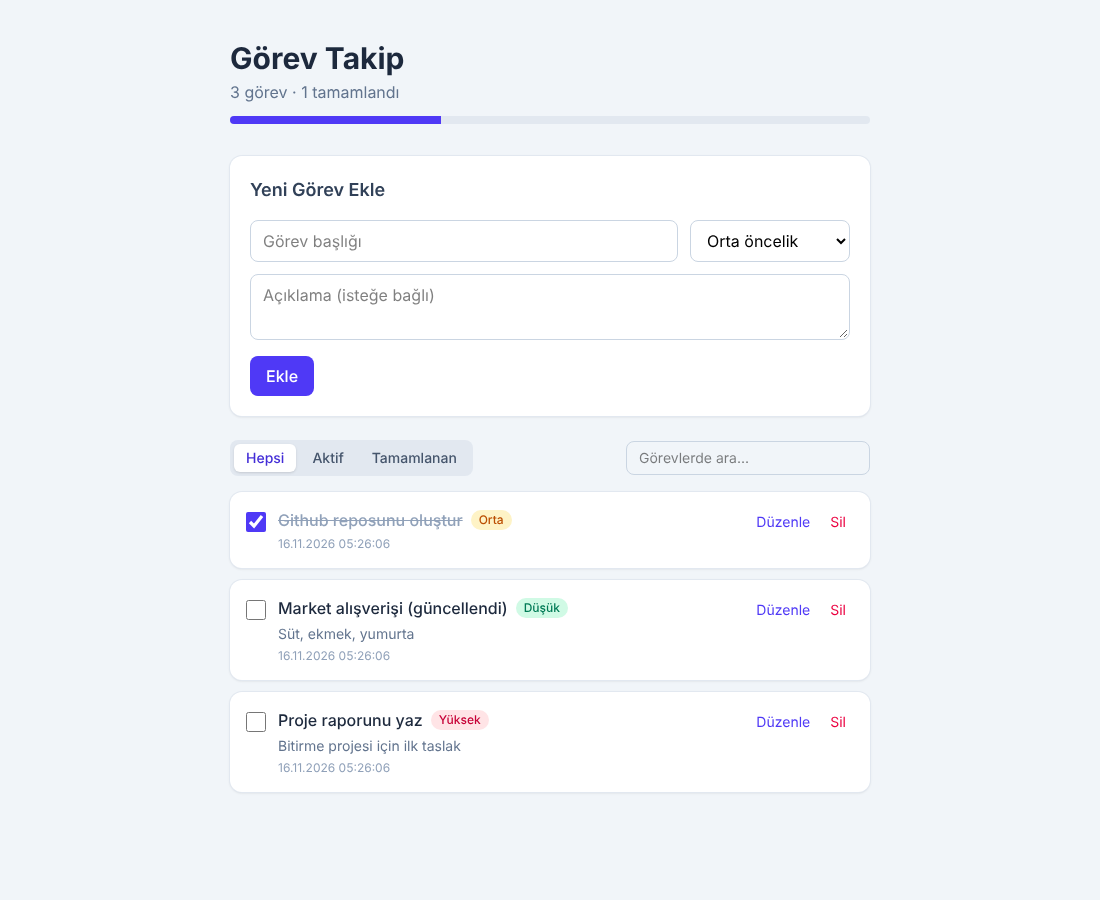 Görev Takip
3 görev · 1 tamamlandı
Yeni Görev Ekle
Görev başlığı
Orta öncelik
Açıklama (isteğe bağlı)
Ekle
Hepsi Aktif Tamamlanan
Görevlerde ara...
Github reposunu oluştur Orta Düzenle Sil
16.11.2026 05:26:06
Market alışverişi (güncellendi) Düşük Düzenle Sil
Süt, ekmek, yumurta
16.11.2026 05:26:06
Proje raporunu yaz Yüksek Düzenle Sil
Bitirme projesi için ilk taslak
16.11.2026 05:26:06